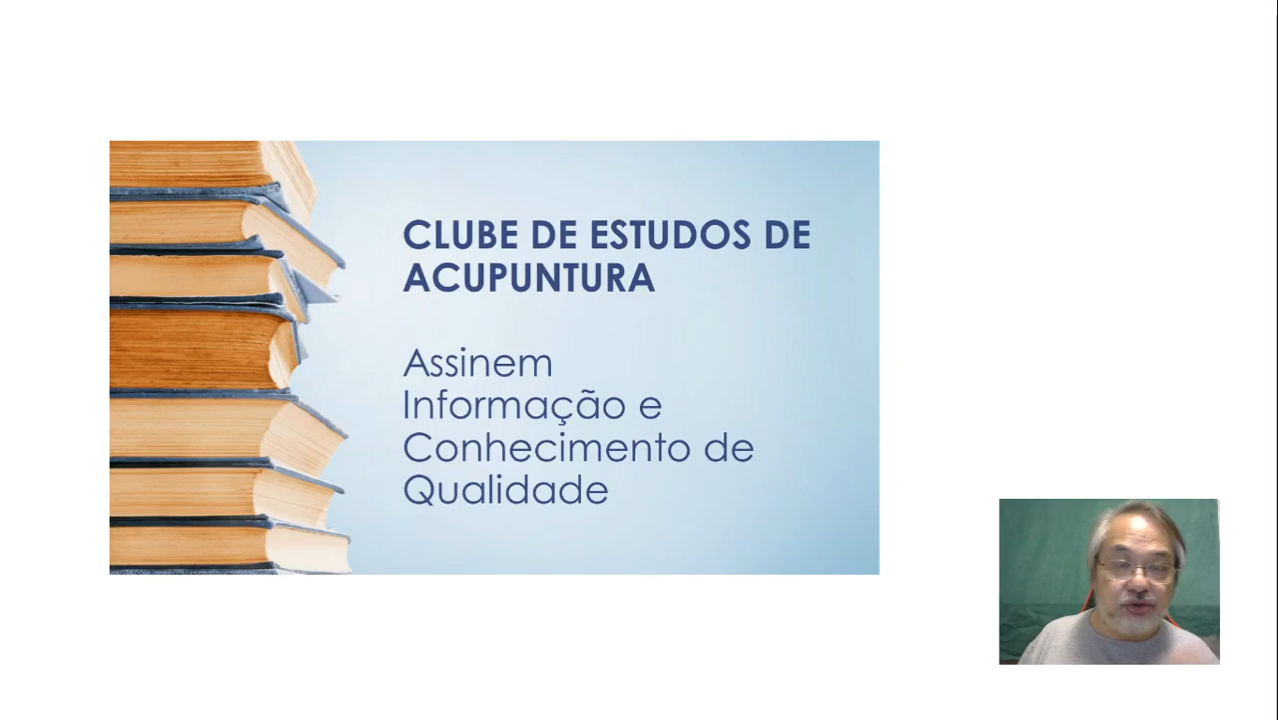 CLUBE DE ESTUDOS DE
ACUPUNTURA
Assinem
Informação e
Conhecimento de
Qualidade